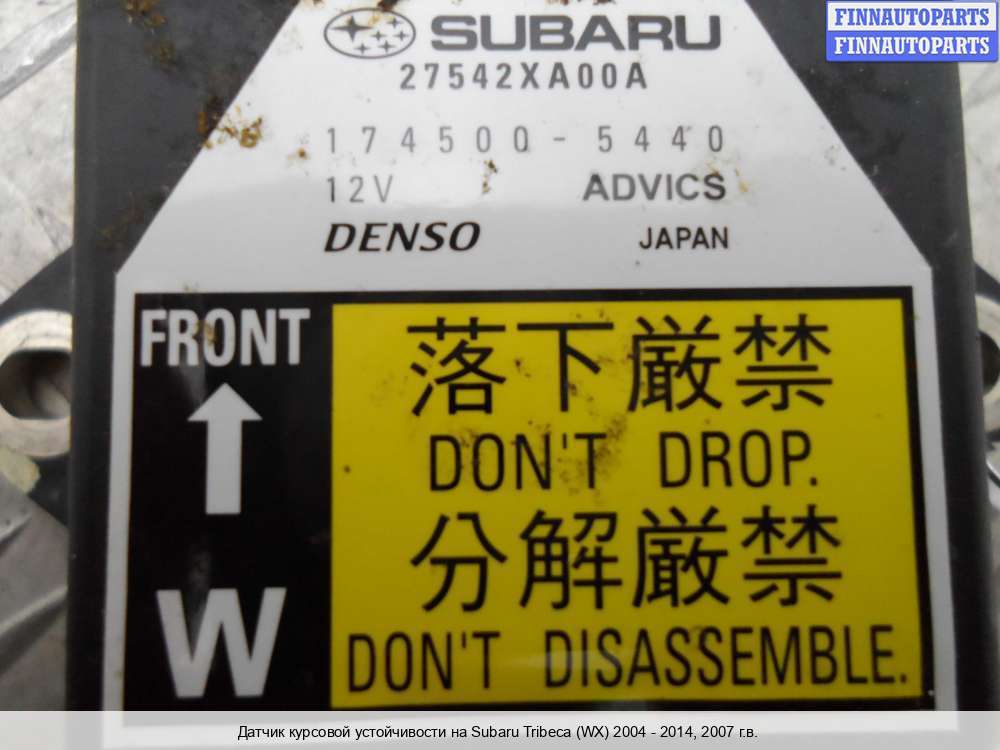 FINNAUTOPARTS
FINNAUTOPARTS
SUBARU
27542XA00A
174500-5440
12V ADVICS
DENSO JAPAN
FRONT
落下厳禁
DON'T DROP.
分解厳禁
W
DON'T DISASSEMBLE.
Датчик курсовой устойчивости на Subaru Tribeca (WX) 2004 - 2014, 2007 г.в.